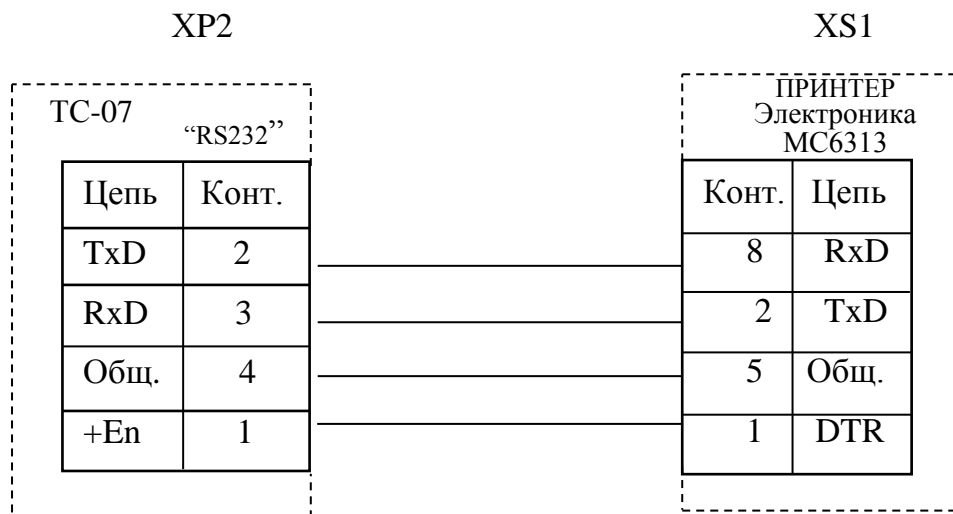 XP2
XS1
ТС-07
“RS232”
Цепь Конт.
TxD 2
RxD 3
Общ. 4
+En 1
ПРИНТЕР
Электроника
МС6313
Конт. Цепь
8 RxD
2 TxD
5 Общ.
1 DTR